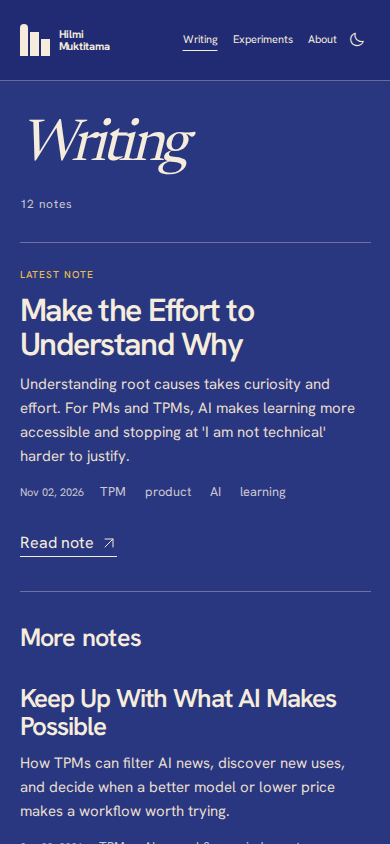 Hilmi
Muktitama
Writing
Experiments
About
Writing
12 notes
LATEST NOTE
Make the Effort to
Understand Why
Understanding root causes takes curiosity and
effort. For PMs and TPMs, AI makes learning more
accessible and stopping at 'I am not technical'
harder to justify.
Nov 02, 2026 TPM product AI learning
Read note
More notes
Keep Up With What AI Makes
Possible
How TPMs can filter AI news, discover new uses,
and decide when a better model or lower price
makes a workflow worth trying.